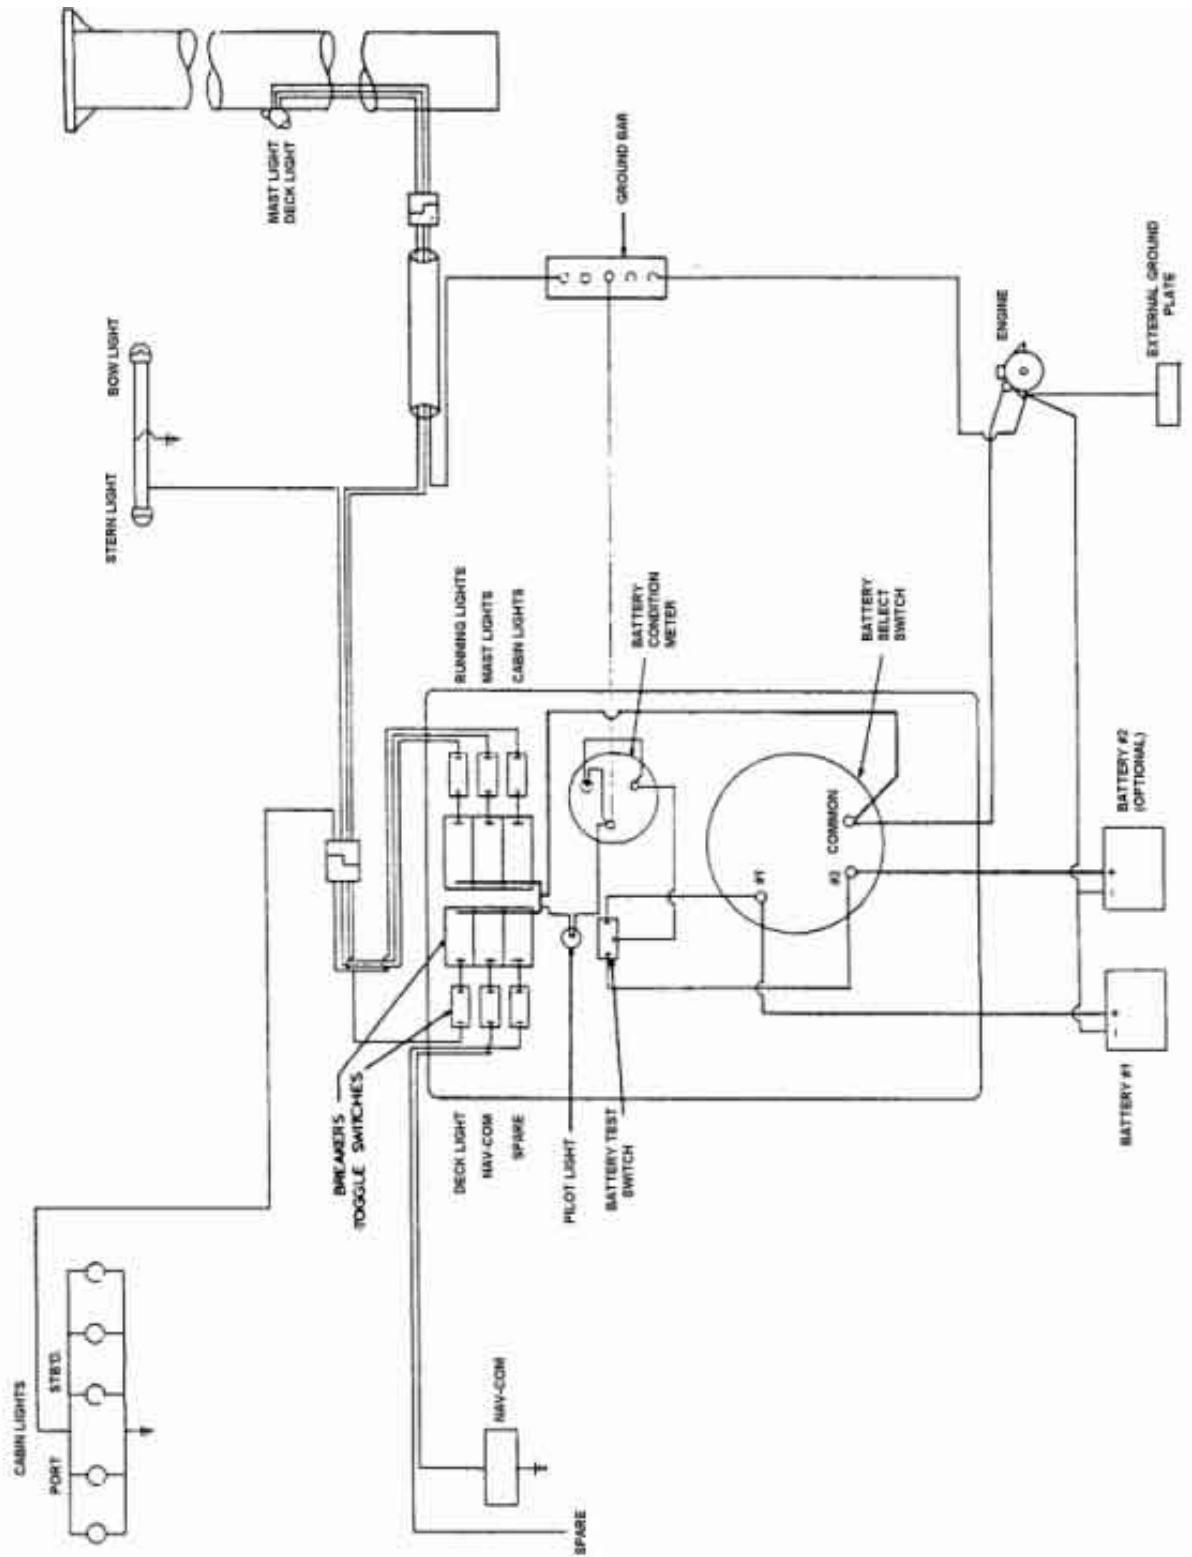 CABIN LIGHTS
PORT
STB'D.
SPARE
NAV-COM
BREAKERS
TOGGLE SWITCHES
DECK LIGHT
NAV-COM
SPARE
PILOT LIGHT
BATTERY TEST
SWITCH
RUNNING LIGHTS
MAST LIGHTS
CABIN LIGHTS
BATTERY
CONDITION
METER
BATTERY
SELECT
SWITCH
#1
#2
COMMON
+
-
+
-
BATTERY #1
BATTERY #2
(OPTIONAL)
STERN LIGHT
BOW LIGHT
MAST LIGHT
DECK LIGHT
GROUND BAR
ENGINE
EXTERNAL GROUND
PLATE